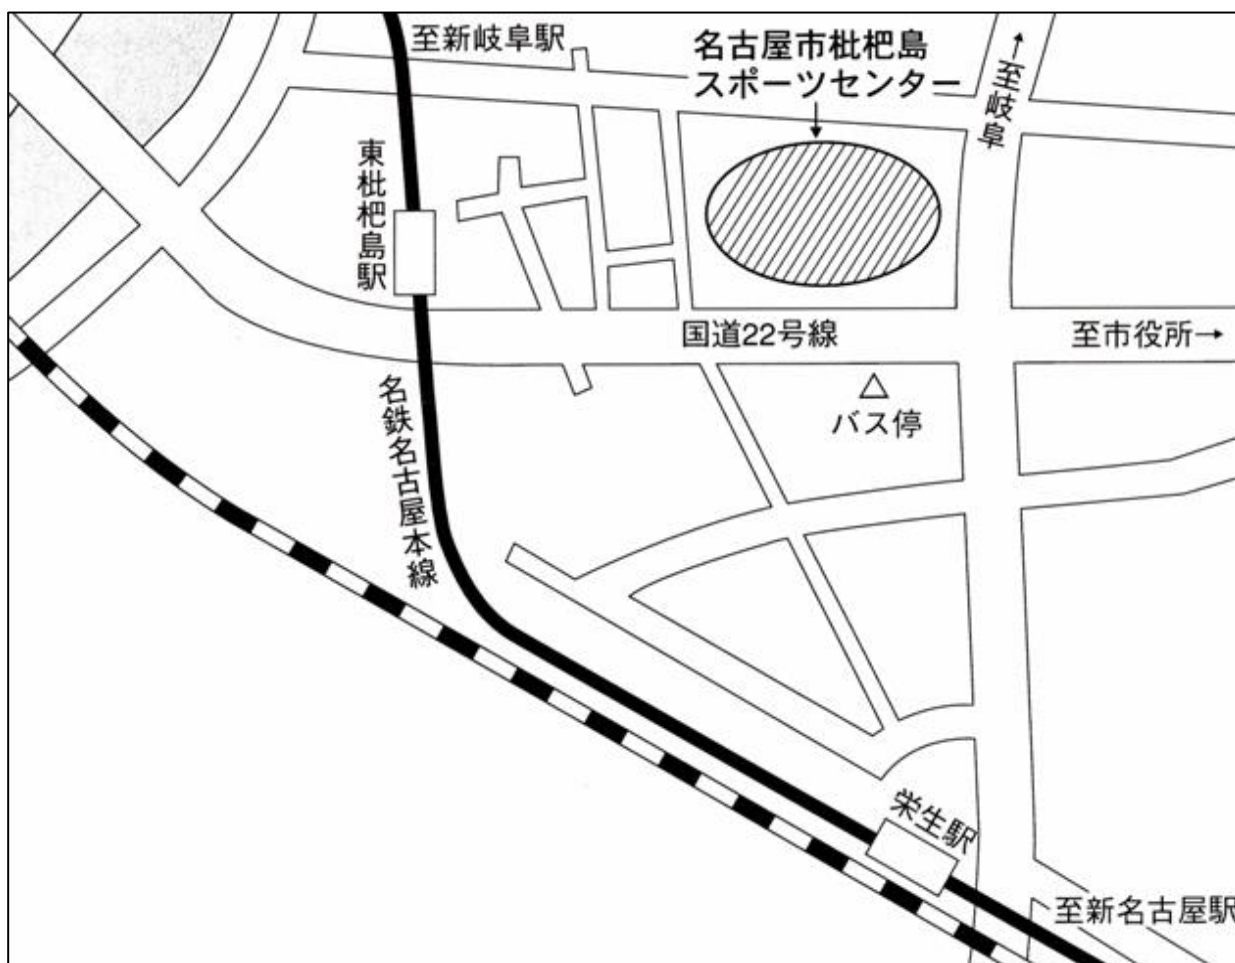 至新岐阜駅
名古屋市枇杷島
スポーツセンター
↑至岐阜
東枇杷島駅
国道22号線
至市役所→
バス停
名鉄名古屋本線
栄生駅
至新名古屋駅